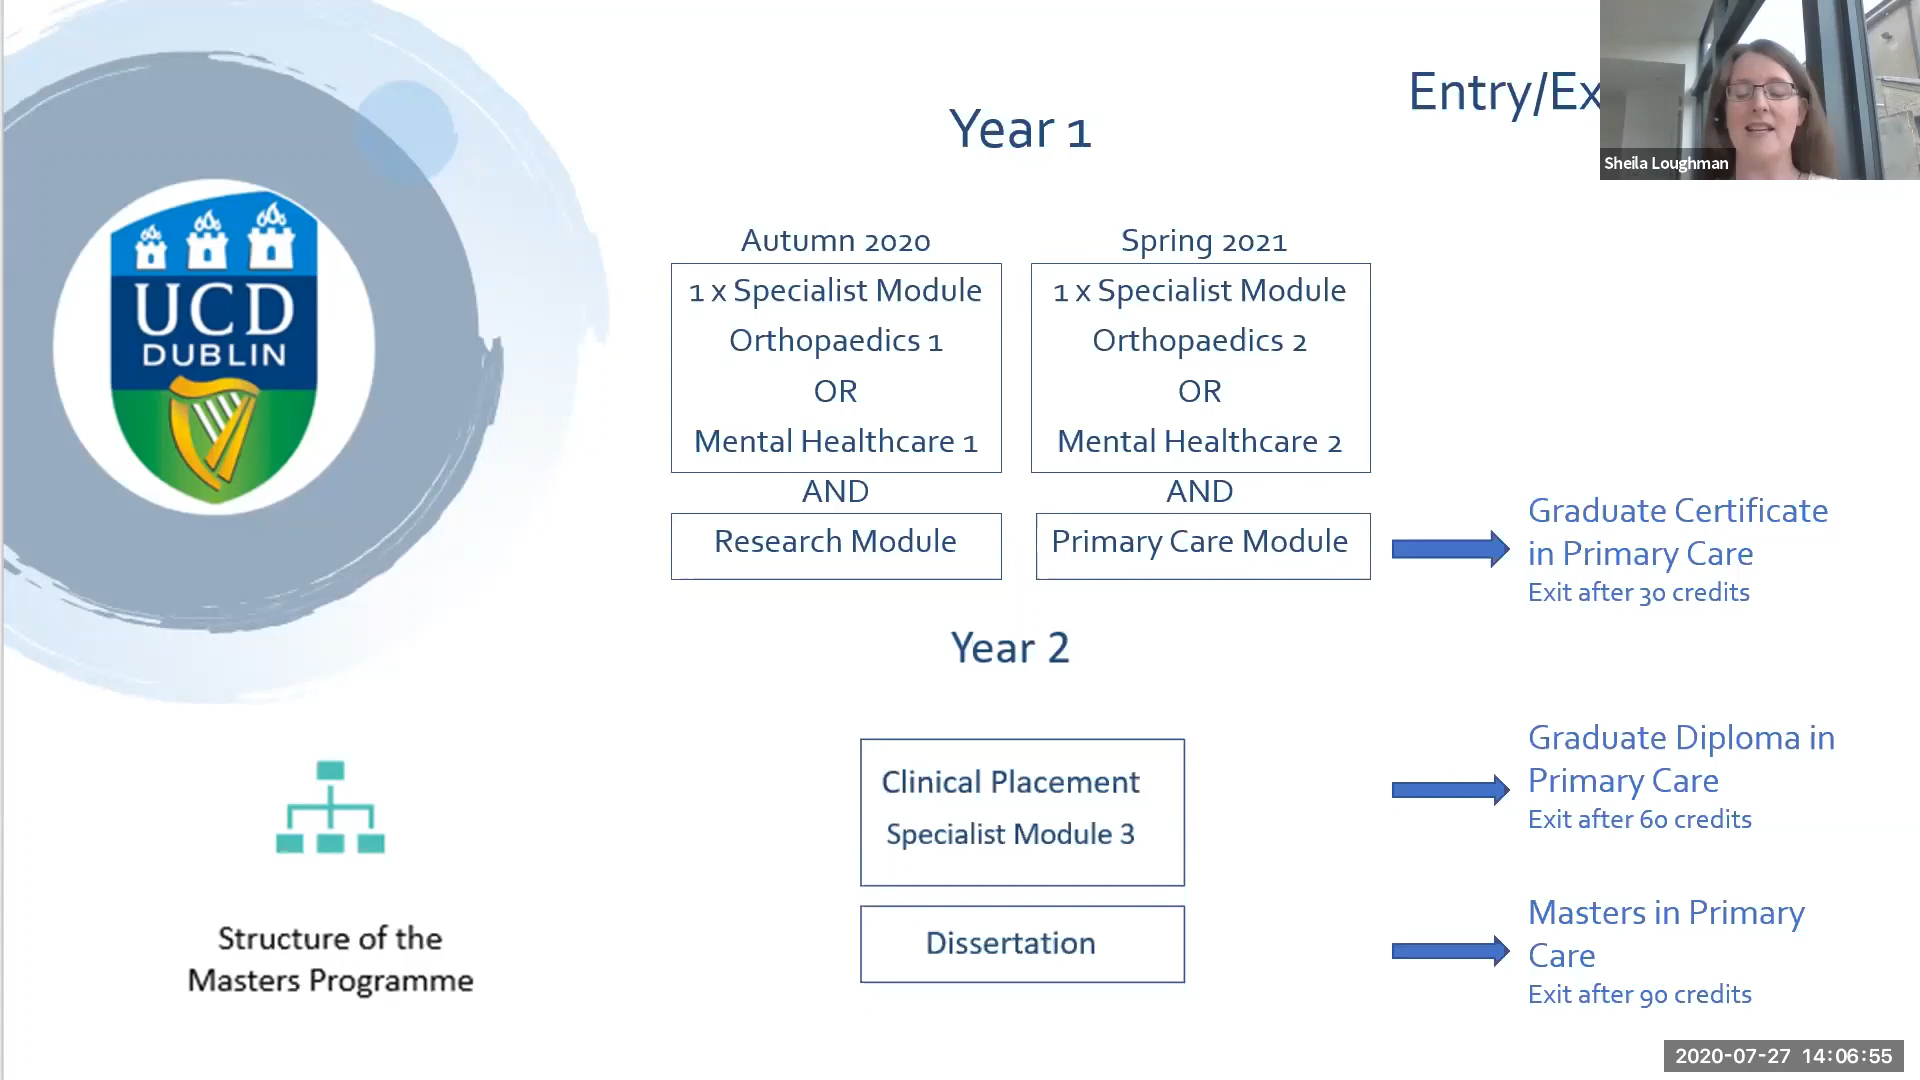 UCD
DUBLIN
Structure of the
Masters Programme
Year 1
Autumn 2020
1 x Specialist Module
Orthopaedics 1
OR
Mental Healthcare 1
AND
Research Module
Spring 2021
1 x Specialist Module
Orthopaedics 2
OR
Mental Healthcare 2
AND
Primary Care Module
Year 2
Clinical Placement
Specialist Module 3
Dissertation
Entry/Ex
Graduate Certificate
in Primary Care
Exit after 30 credits
Graduate Diploma in
Primary Care
Exit after 60 credits
Masters in Primary
Care
Exit after 90 credits
Sheila Loughman
2020-07-27 14:06:55